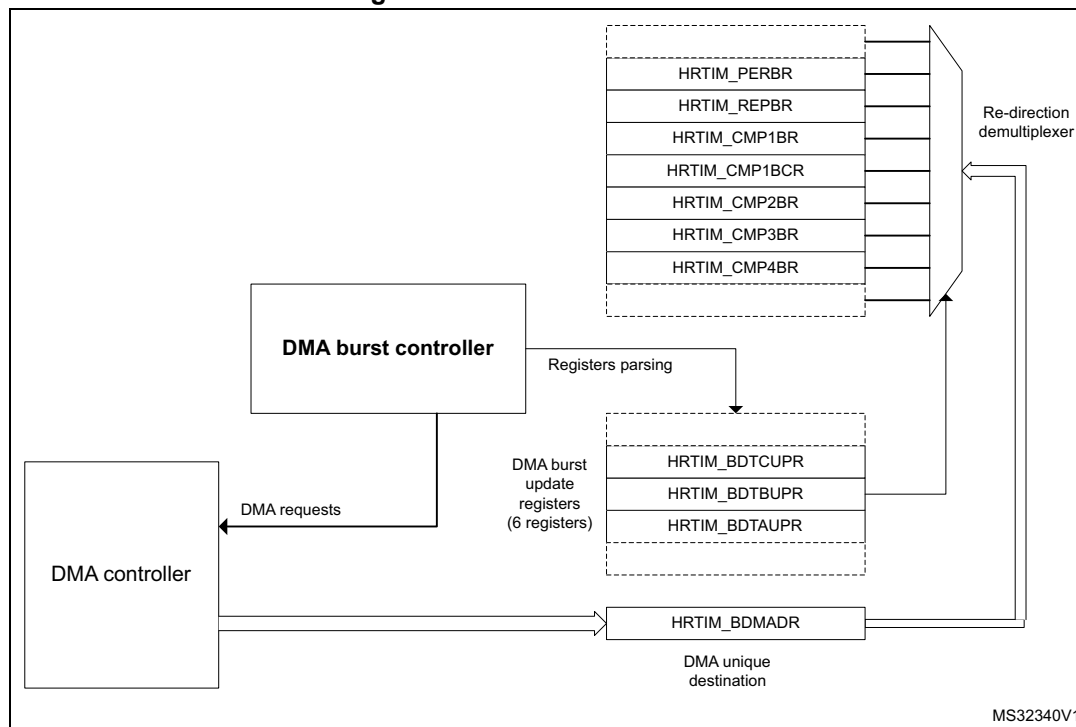 HRTIM_PERBR
HRTIM_REPBR
HRTIM_CMP1BR
HRTIM_CMP1BCR
HRTIM_CMP2BR
HRTIM_CMP3BR
HRTIM_CMP4BR
Re-direction
demultiplexer
DMA burst controller
Registers parsing
DMA burst
update
registers
(6 registers)
HRTIM_BDTCUPR
HRTIM_BDTBUPR
HRTIM_BDTAUPR
DMA requests
DMA controller
HRTIM_BDMADR
DMA unique
destination
MS32340V1